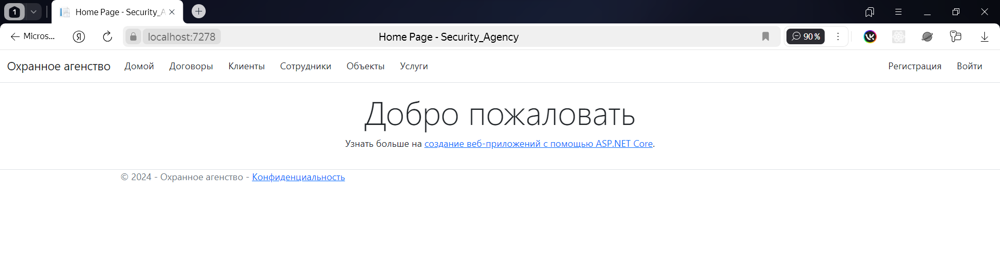 1
Home Page - Security_A
Micros...
localhost:7278
Home Page - Security_Agency
90 %
Охранное агенство Домой Договоры Клиенты Сотрудники Объекты Услуги Регистрация Войти
Добро пожаловать
Узнать больше на создание веб-приложений с помощью ASP.NET Core.
© 2024 - Охранное агенство - Конфиденциальность